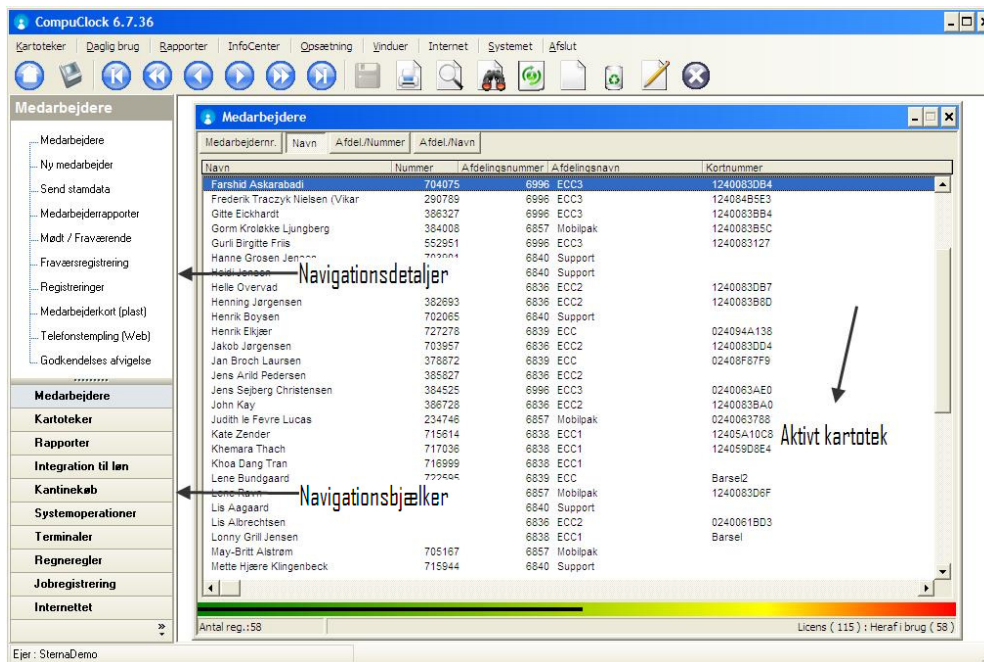 CompuClock 6.7.36
Kartoteker Daglig brug Rapporter InfoCenter Opsætning Vinduer Internet Systemet Afslut
Medarbejdere
Medarbejdere
Ny medarbejder
Send stamdata
Medarbejderrapporter
Mødt / Fraværende
Fraværsregistrering
Registreringer
Medarbejderkort (plast)
Telefonstempling (Web)
Godkendelses afvigelse
Medarbejdere
Kartoteker
Rapporter
Integration til løn
Kantinekøb
Systemoperationer
Terminaler
Regneregler
Jobregistrering
Internettet
Medarbejdere
Medarbejdernr. Navn Afdel./Nummer Afdel./Navn
Navn Nummer Afdelingsnummer Afdelingsnavn Kortnummer
Farshid Askarabadi 704075 6996 ECC3 1240083DB4
Frederik Traczyk Nielsen (Vikar 290789 6996 ECC3 124084B5E3
Gitte Eickhardt 386327 6996 ECC3 1240083BB4
Gorm Kroløkke Ljungberg 384008 6857 Mobilpak 1240083B5C
Gurli Birgitte Friis 552951 6996 ECC3 1240083127
Hanne Grosen Jensen 6840 Support
Heidi Jensen 6840 Support
Helle Overvad 6836 ECC2 1240083DB7
Henning Jørgensen 382693 6836 ECC2 1240083B8D
Henrik Boysen 702065 6840 Support
Henrik Elkjær 727278 6839 ECC 024094A138
Jakob Jørgensen 703957 6836 ECC2 1240083DD4
Jan Broch Laursen 378872 6839 ECC 02408F87F9
Jens Arild Pedersen 385827 6836 ECC2
Jens Sejberg Christensen 384525 6996 ECC3 0240063AE0
John Kay 386728 6836 ECC2 1240083BA0
Judith le Fevre Lucas 234746 6857 Mobilpak 0240063788
Kate Zender 715614 6838 ECC1 12405A10C8
Khemara Thach 717036 6838 ECC1 124059D8E4
Khoa Dang Tran 716999 6838 ECC1
Lene Bundgaard 722595 6839 ECC Barsel2
Lone Ravn 6857 Mobilpak 1240083D6F
Lis Aagaard 6840 Support
Lis Albrechtsen 6836 ECC2 0240061BD3
Lonny Grill Jensen 6838 ECC1 Barsel
May-Britt Alstrøm 705167 6857 Mobilpak
Mette Hjære Klingenbeck 715944 6840 Support
Navigationsdetaljer
Navigationsbjælker
Aktivt kartotek
Antal reg.:58 Licens ( 115 ) : Heraf i brug ( 58 )
Ejer : SternaDemo